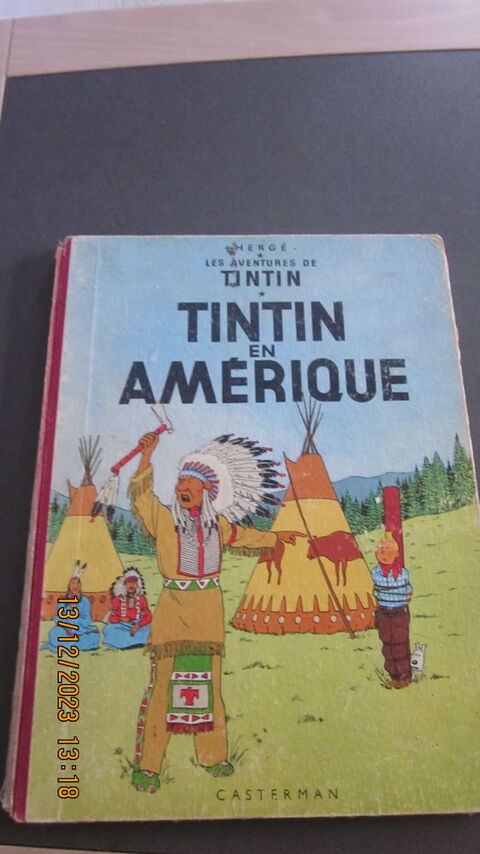 HERGÉ
LES AVENTURES DE
TINTIN
TINTIN
EN
AMÉRIQUE
CASTERMAN
13/12/2023 13:18